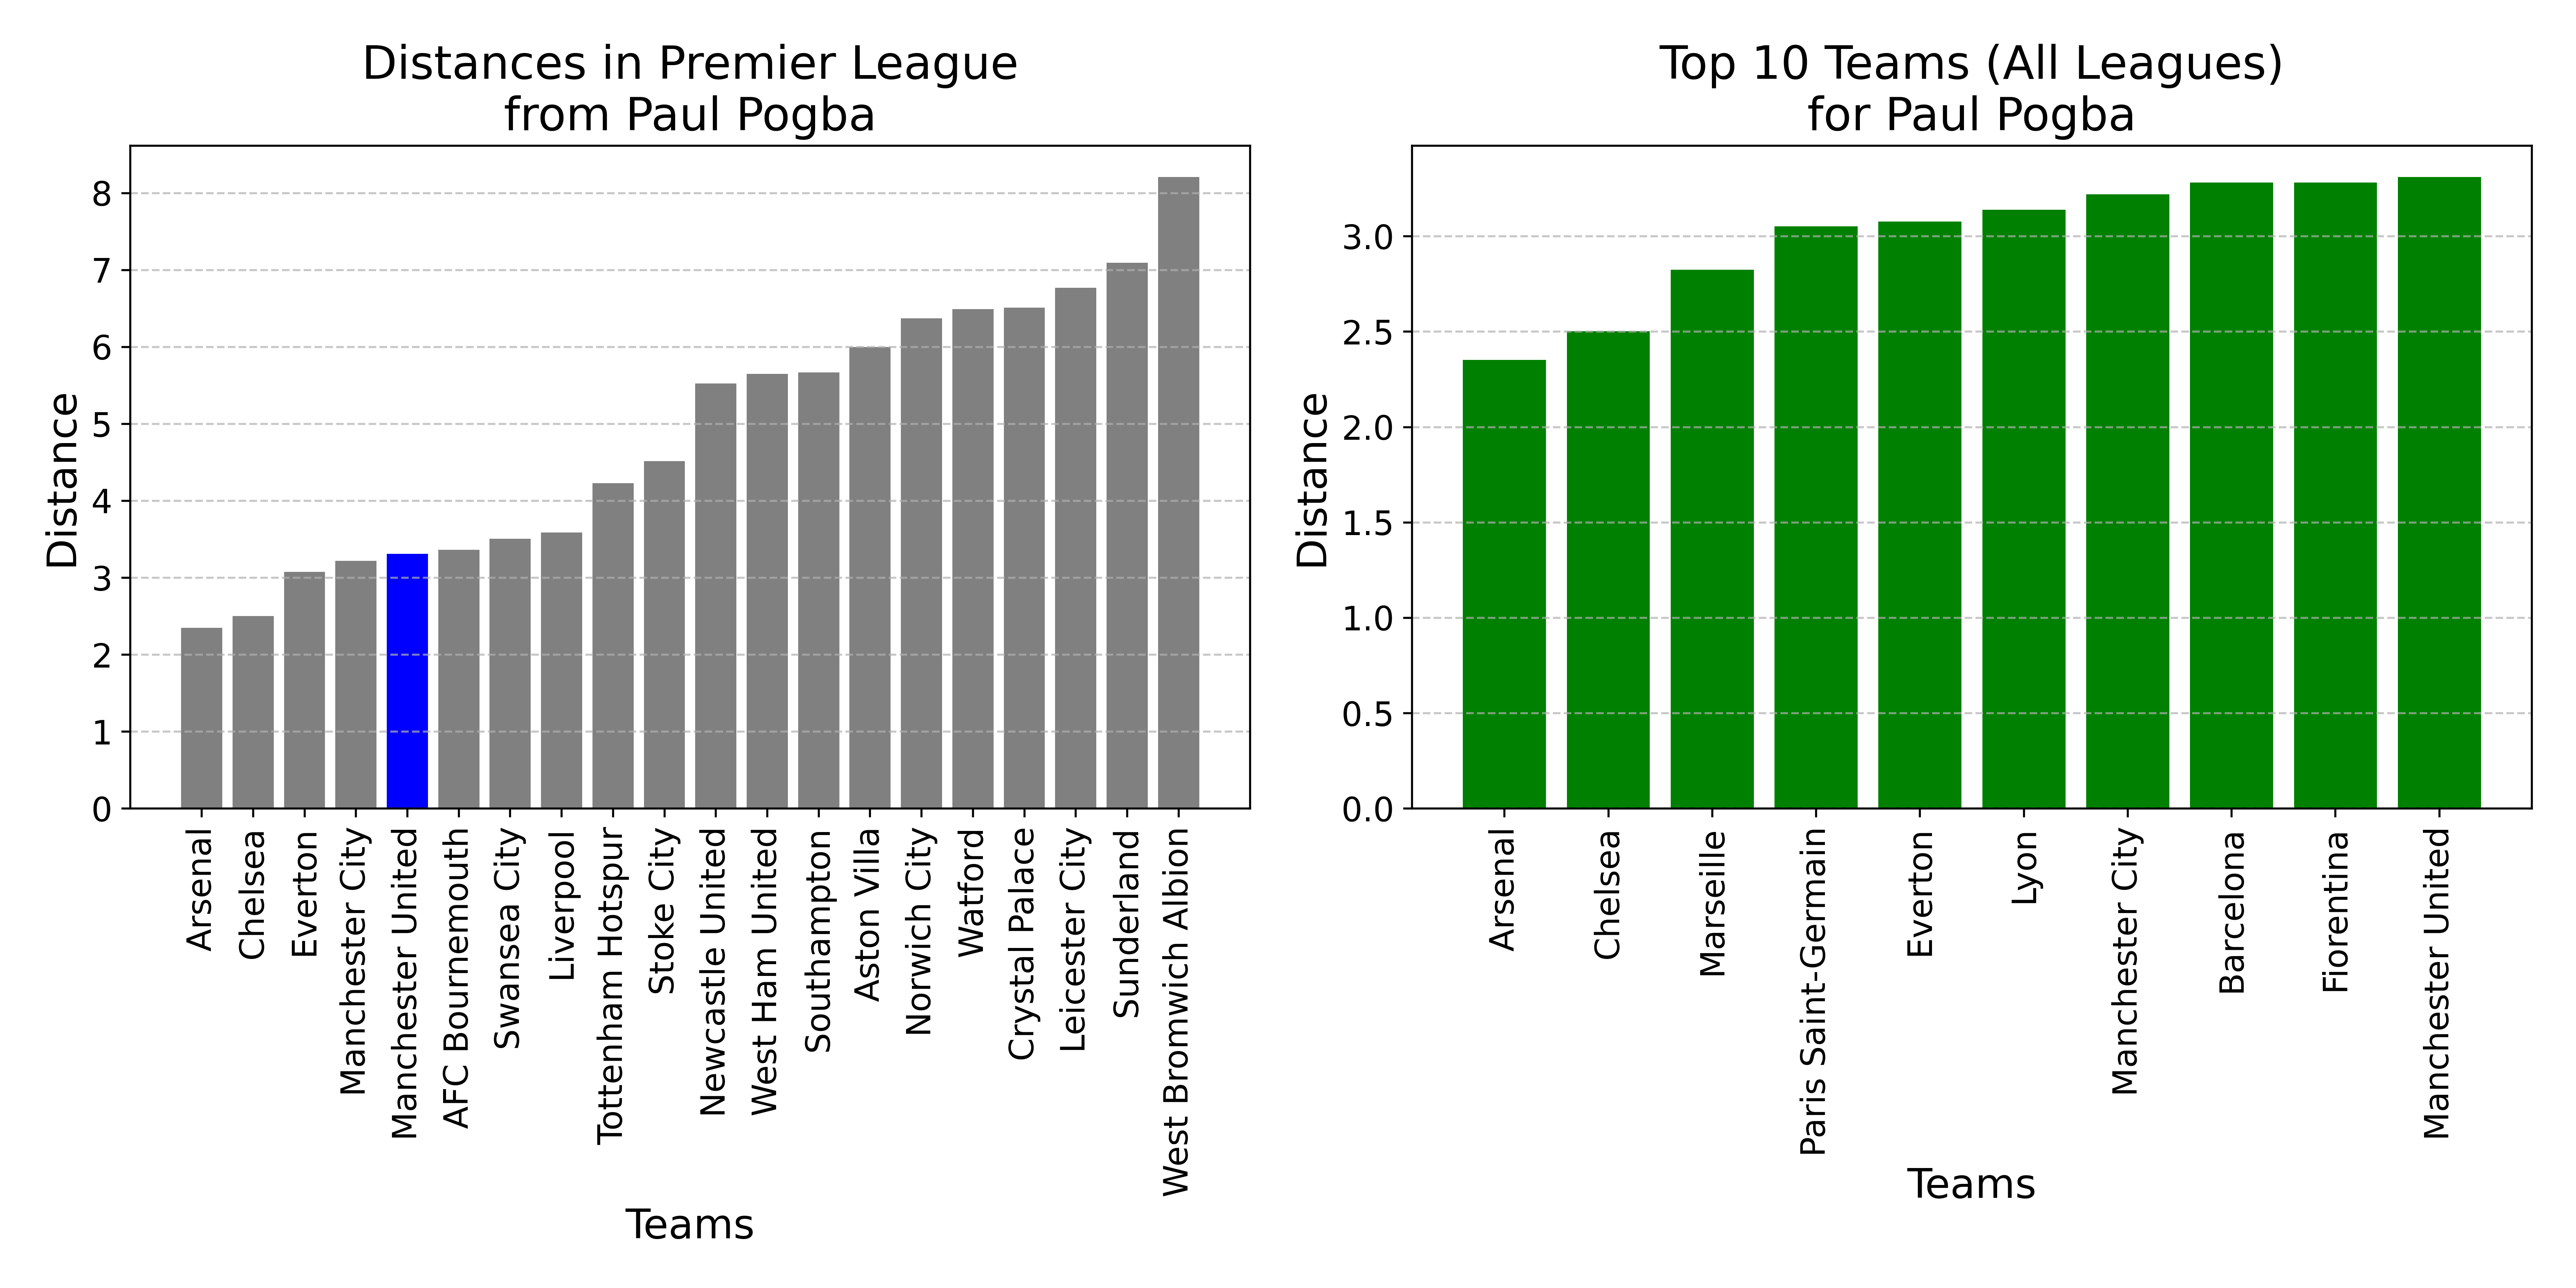 Distances in Premier League
from Paul Pogba
Distance
8
7
6
5
4
3
2
1
0
Arsenal
Chelsea
Everton
Manchester City
Manchester United
AFC Bournemouth
Swansea City
Liverpool
Tottenham Hotspur
Stoke City
Newcastle United
West Ham United
Southampton
Aston Villa
Norwich City
Watford
Crystal Palace
Leicester City
Sunderland
West Bromwich Albion
Teams
Top 10 Teams (All Leagues)
for Paul Pogba
Distance
3.0
2.5
2.0
1.5
1.0
0.5
0.0
Arsenal
Chelsea
Marseille
Paris Saint-Germain
Everton
Lyon
Manchester City
Barcelona
Fiorentina
Manchester United
Teams